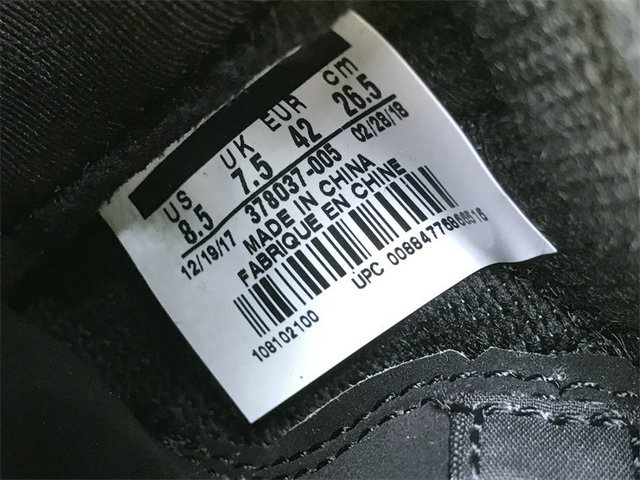 US UK EUR cm
8.5 7.5 42 26.5
12/19/17 378037-005 02/28/18
MADE IN CHINA
FABRIQUE EN CHINE
108102100 UPC 00884776868516